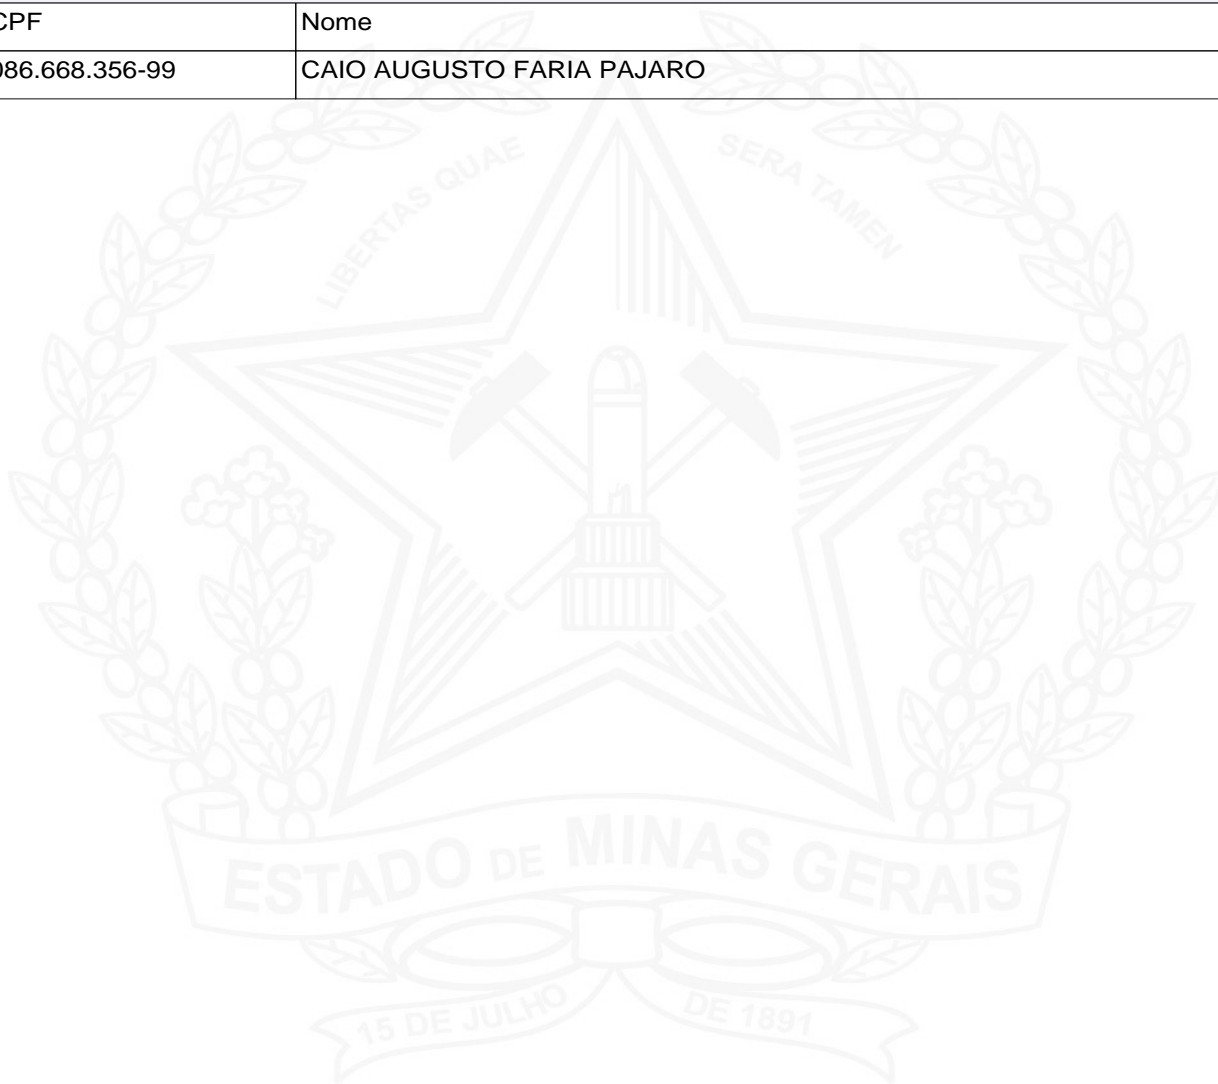 CPF Nome
086.668.356-99 CAIO AUGUSTO FARIA PAJARO
LIBERTAS QUAE SERA TAMEN
ESTADO DE MINAS GERAIS
15 DE JULHO DE 1891